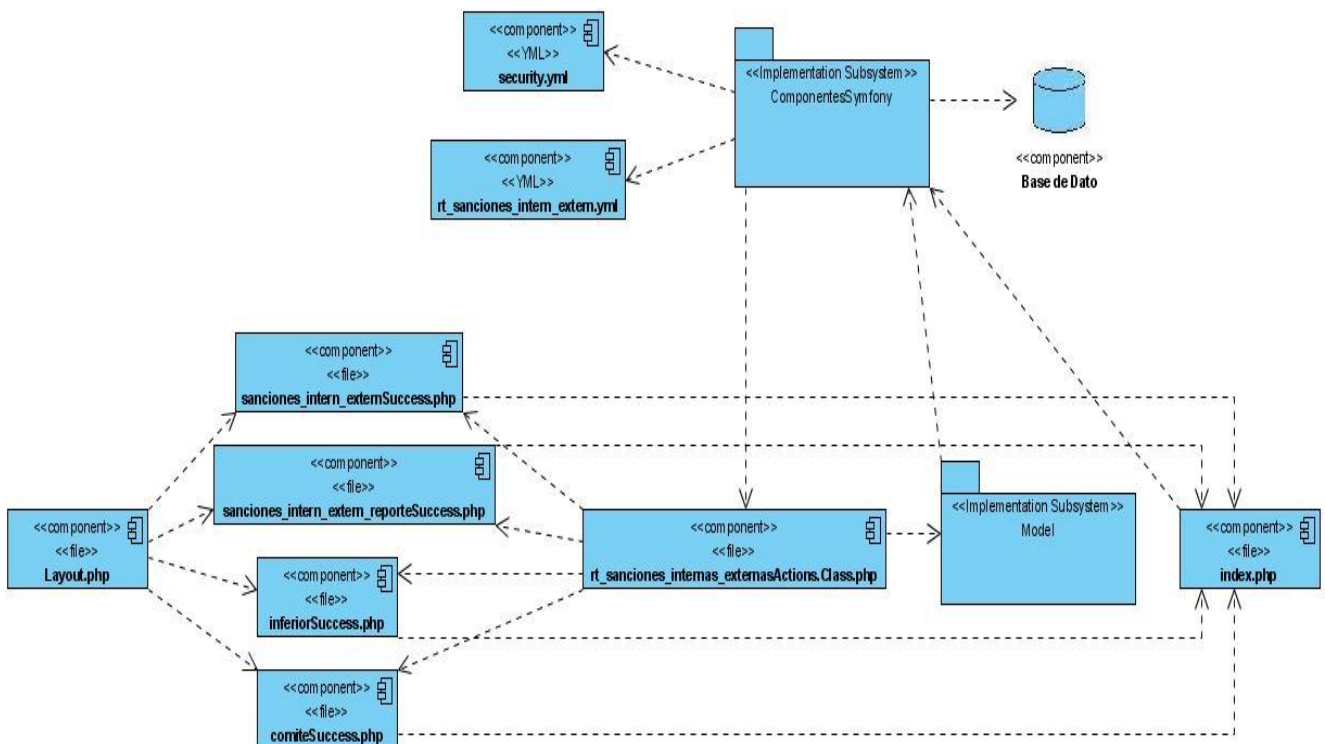 <<component>>
<<YML>>
security.yml
<<component>>
<<YML>>
rt_sanciones_intern_extern.yml
<<Implementation Subsystem>>
ComponentesSymfony
<<component>>
Base de Dato
<<component>>
<<file>>
sanciones_intern_externSuccess.php
<<component>>
<<file>>
sanciones_intern_extern_reporteSuccess.php
<<component>>
<<file>>
Layout.php
<<component>>
<<file>>
inferiorSuccess.php
<<component>>
<<file>>
comiteSuccess.php
<<component>>
<<file>>
rt_sanciones_internas_externasActions.Class.php
<<Implementation Subsystem>>
Model
<<component>>
<<file>>
index.php